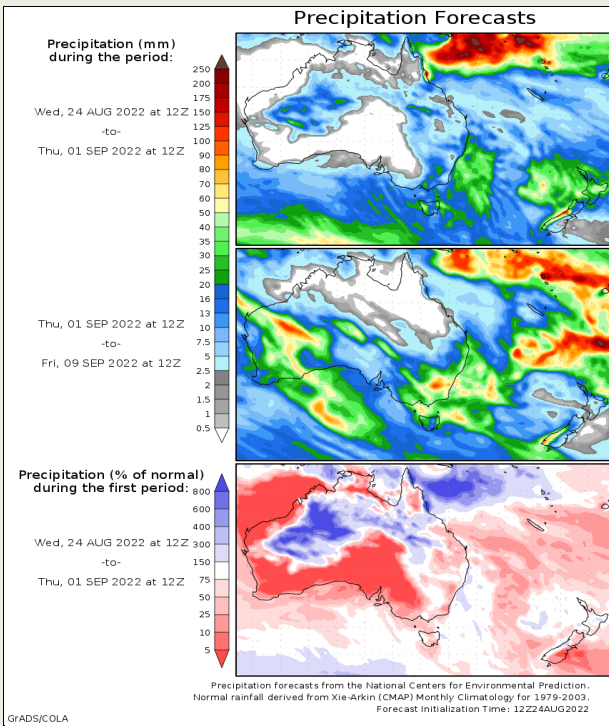 Precipitation Forecasts
Precipitation (mm)
during the period:
Wed, 24 AUG 2022 at 12Z
-to-
Thu, 01 SEP 2022 at 12Z
250
200
175
150
125
100
90
80
70
60
50
40
35
30
25
20
16
13
10
7.5
5
2.5
2
1.5
1
0.5
Thu, 01 SEP 2022 at 12Z
-to-
Fri, 09 SEP 2022 at 12Z
Precipitation (% of normal)
during the first period:
Wed, 24 AUG 2022 at 12Z
-to-
Thu, 01 SEP 2022 at 12Z
800
600
400
300
150
75
50
25
10
5
Precipitation forecasts from the National Centers for Environmental Prediction.
Normal rainfall derived from Xie-Arkin (CMAP) Monthly Climatology for 1979-2003.
Forecast Initialization Time: 12Z24AUG2022
GrADS/COLA